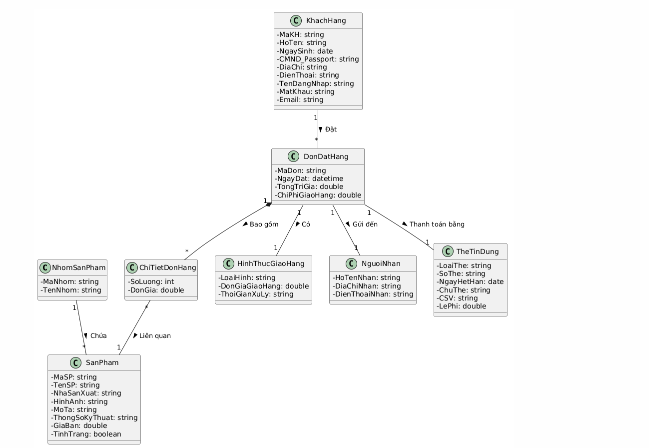 C KhachHang
-MaKH: string
-HoTen: string
-NgaySinh: date
-CMND_Passport: string
-DiaChi: string
-DienThoai: string
-TenDangNhap: string
-MatKhau: string
-Email: string
1
Đặt
*
C DonDatHang
-MaDon: string
-NgayDat: datetime
-TongTriGia: double
-ChiPhiGiaoHang: double
1 1 1 1
Bao gồm Có Gửi đến Thanh toán bằng
* 1 1 1
C NhomSanPham
-MaNhom: string
-TenNhom: string
C ChiTietDonHang
-SoLuong: int
-DonGia: double
C HinhThucGiaoHang
-LoaiHinh: string
-DonGiaGiaoHang: double
-ThoiGianXuLy: string
C NguoiNhan
-HoTenNhan: string
-DiaChiNhan: string
-DienThoaiNhan: string
C TheTinDung
-LoaiThe: string
-SoThe: string
-NgayHetHan: date
-ChuThe: string
-CSV: string
-LePhi: double
1 *
Chứa Liên quan
* 1
C SanPham
-MaSP: string
-TenSP: string
-NhaSanXuat: string
-HinhAnh: string
-MoTa: string
-ThongSoKyThuat: string
-GiaBan: double
-TinhTrang: boolean